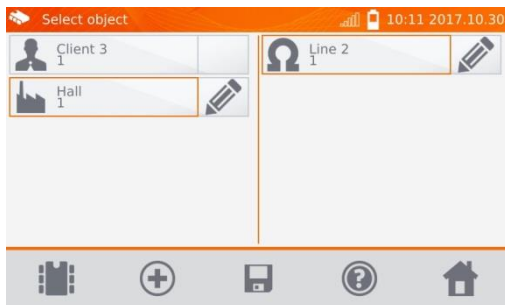 Select object
10:11 2017.10.30
Client 3
1
Hall
1
Line 2
1